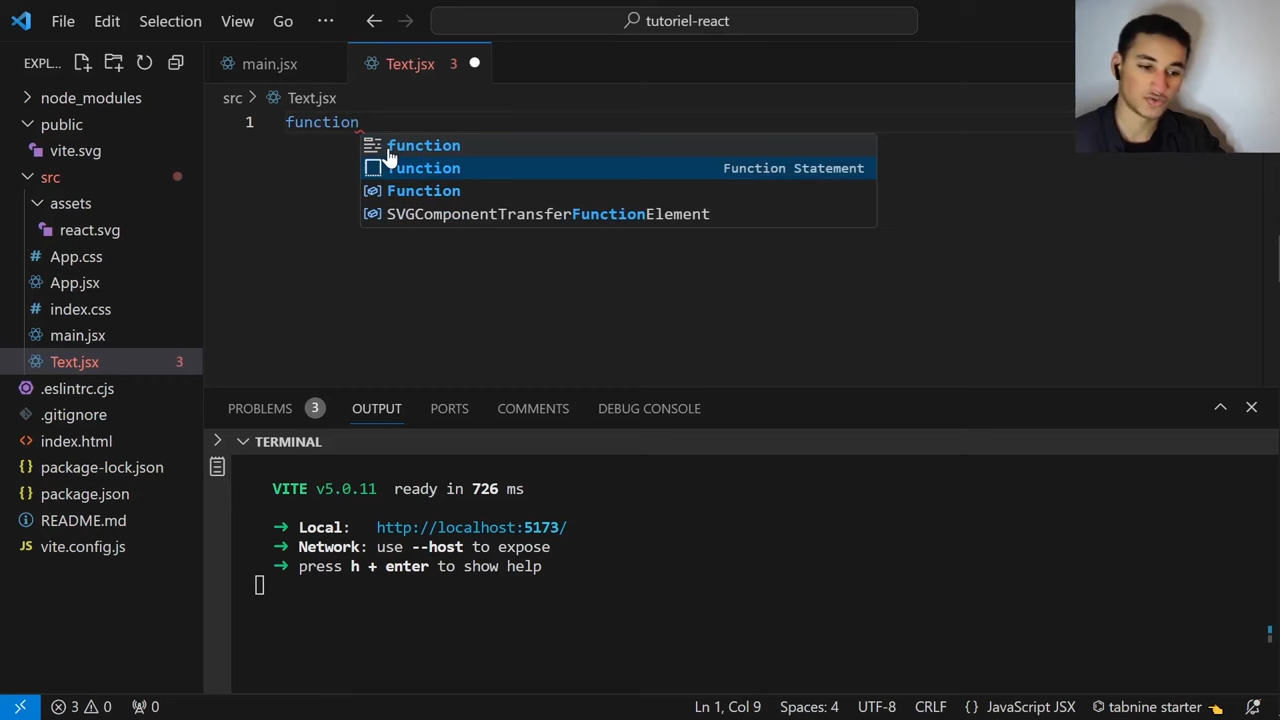 File Edit Selection View Go ··· tutoriel-react
EXPL...
main.jsx
Text.jsx 3
node_modules
public
vite.svg
src
assets
react.svg
App.css
App.jsx
index.css
main.jsx
Text.jsx 3
.eslintrc.cjs
.gitignore
index.html
package-lock.json
package.json
README.md
vite.config.js
src > Text.jsx
1 function
function
function Function Statement
Function
SVGComponentTransferFunctionElement
PROBLEMS 3 OUTPUT PORTS COMMENTS DEBUG CONSOLE
TERMINAL
VITE v5.0.11 ready in 726 ms
➜ Local: http://localhost:5173/
➜ Network: use --host to expose
➜ press h + enter to show help
3 0 0 Ln 1, Col 9 Spaces: 4 UTF-8 CRLF {} JavaScript JSX tabnine starter